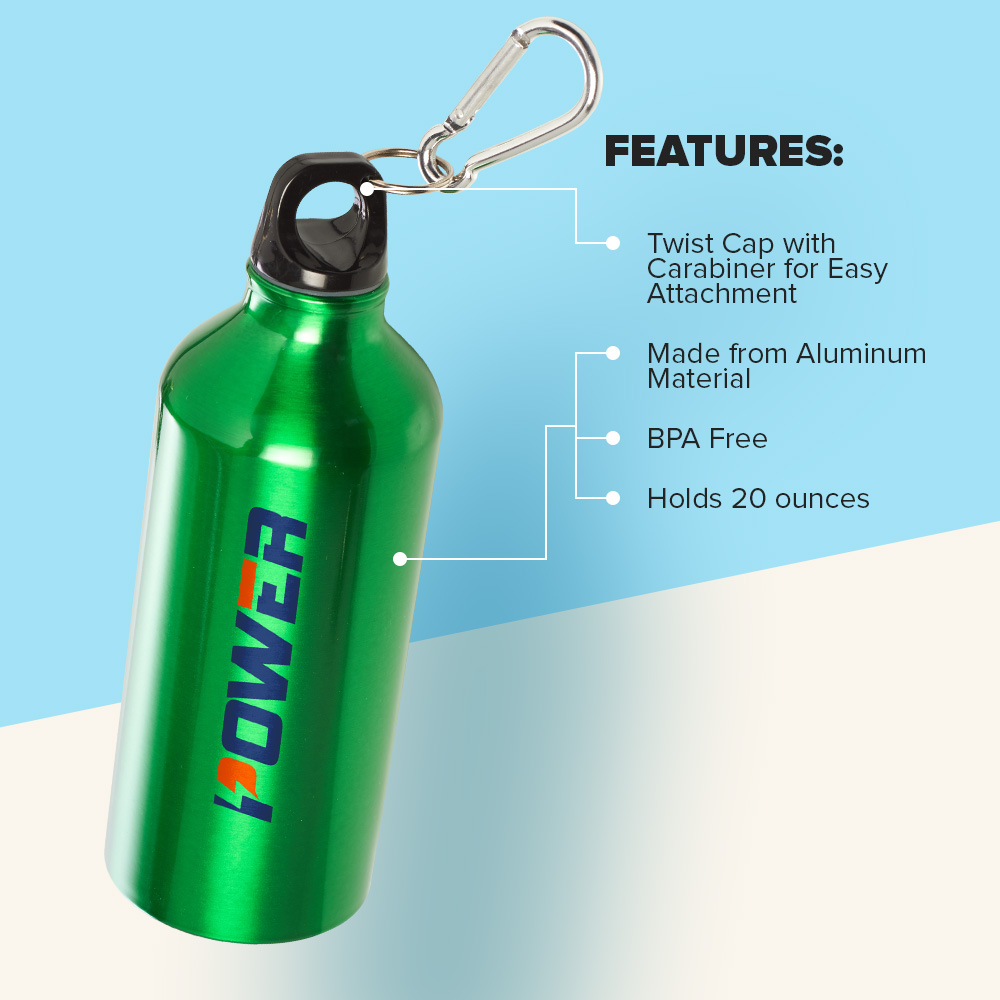 FEATURES:
Twist Cap with
Carabiner for Easy
Attachment
Made from Aluminum
Material
BPA Free
Holds 20 ounces
POWER